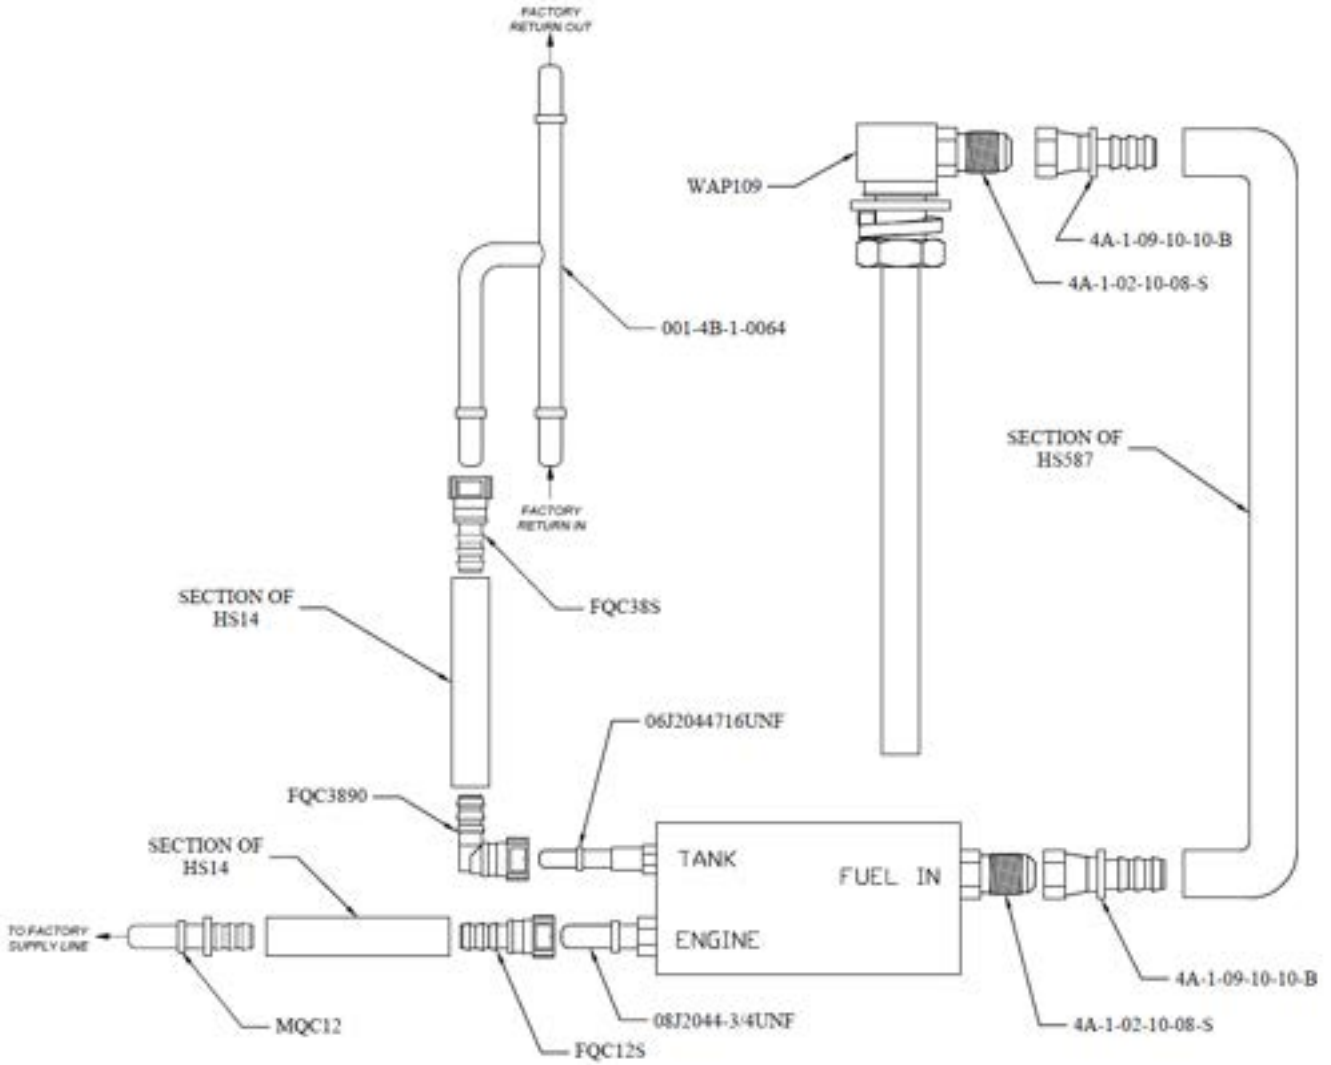 FACTORY
RETURN OUT
WAP109
4A-1-09-10-10-B
4A-1-02-10-08-S
001-4B-1-0064
SECTION OF
HS587
FACTORY
RETURN IN
SECTION OF
HS14
FQC38S
06J2044716UNF
FQC3890
SECTION OF
HS14
TANK
FUEL IN
TO FACTORY
SUPPLY LINE
ENGINE
4A-1-09-10-10-B
MQC12
08J2044-3/4UNF
4A-1-02-10-08-S
FQC12S